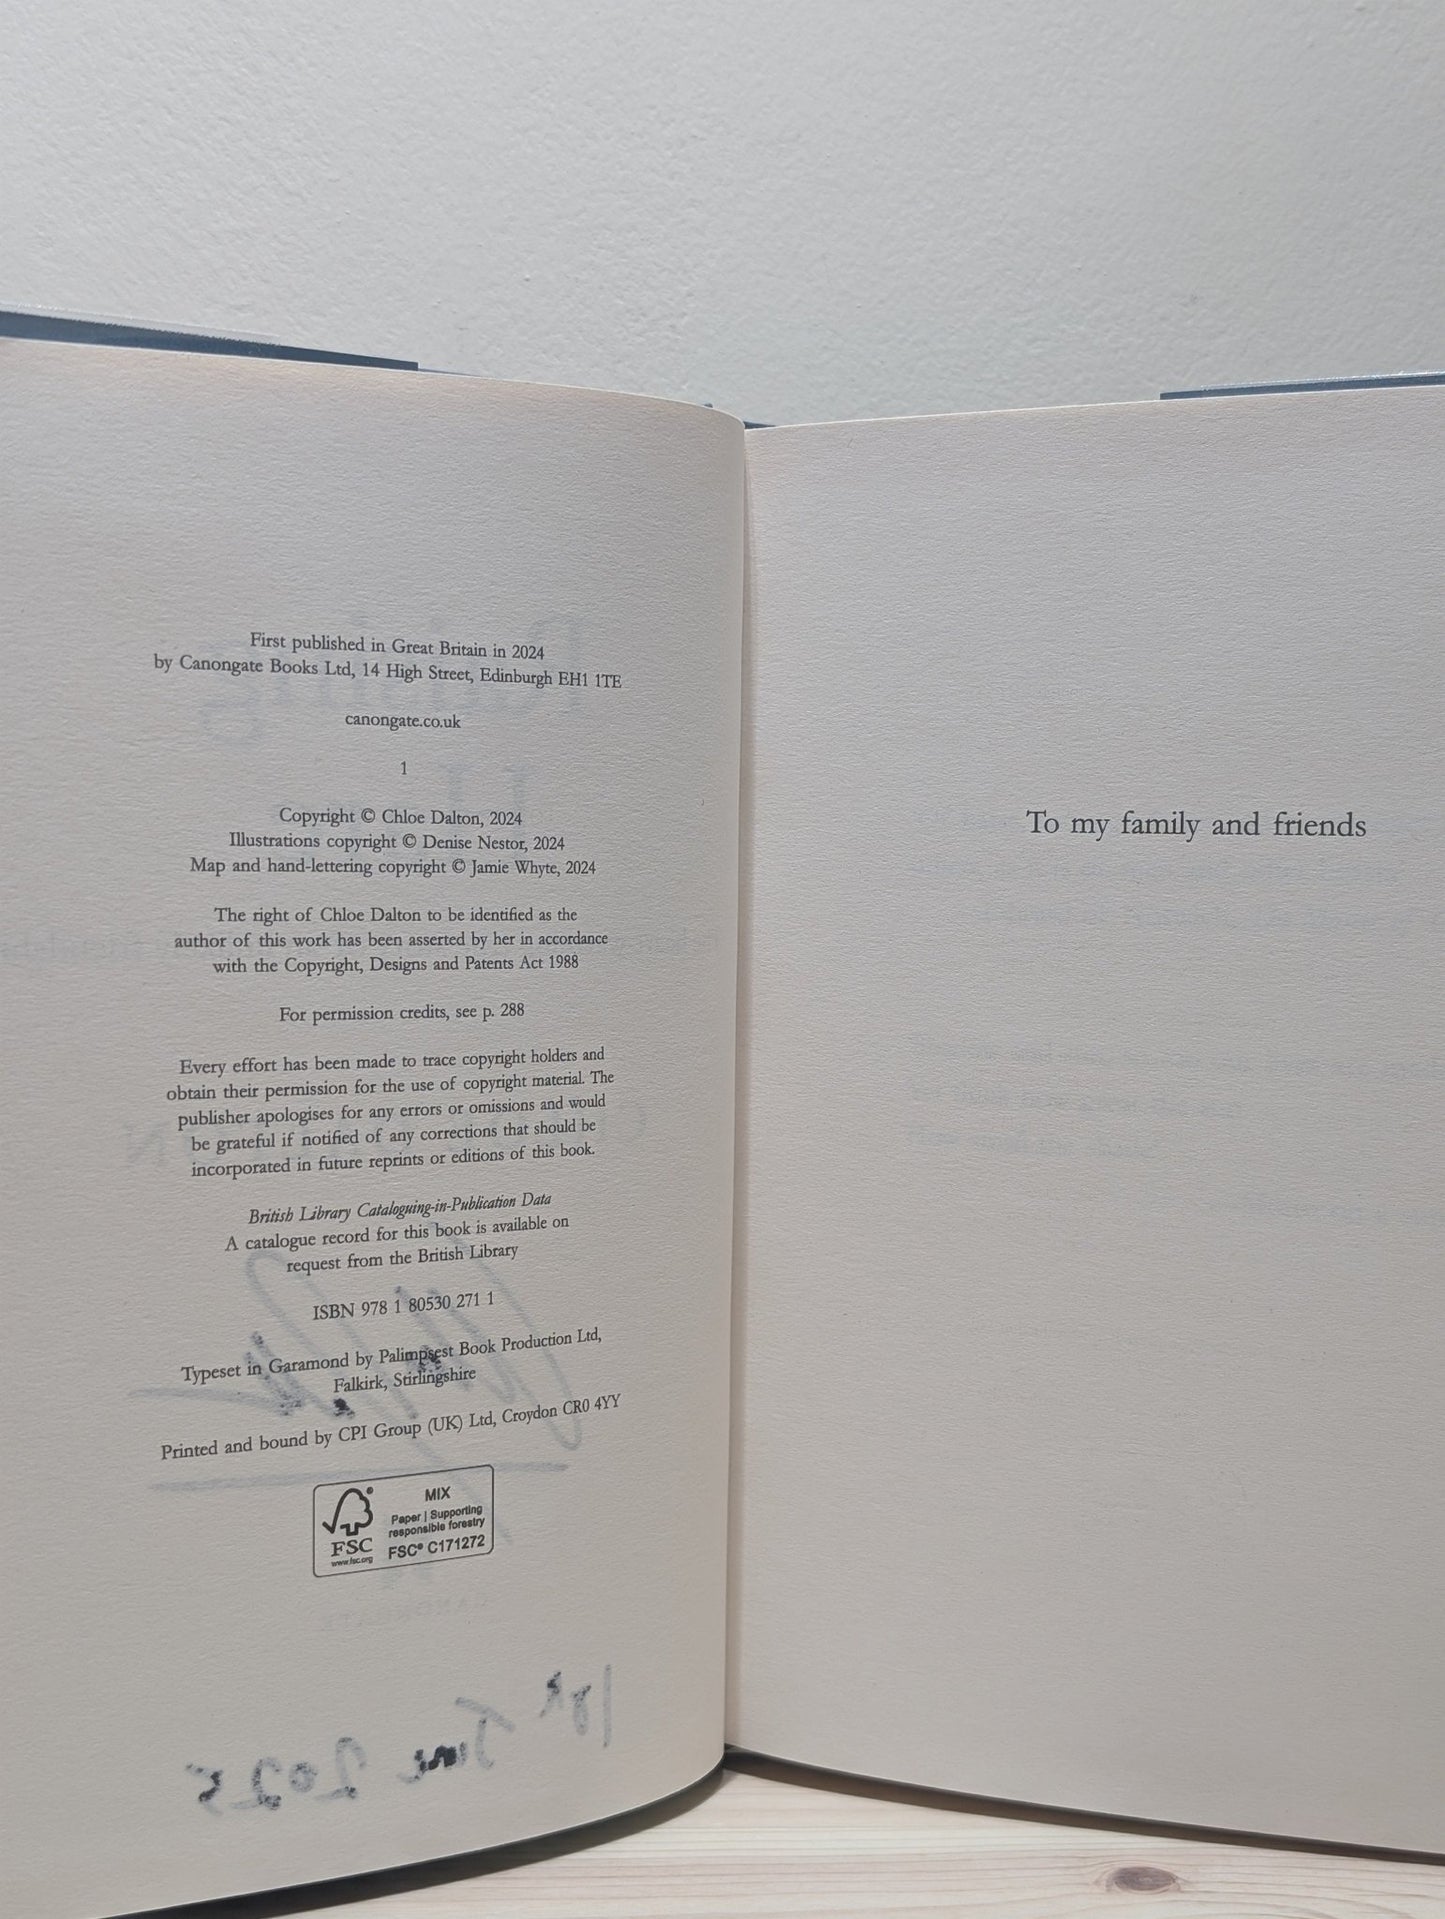 First published in Great Britain in 2024
by Canongate Books Ltd, 14 High Street, Edinburgh EH1 1TE
canongate.co.uk
1
Copyright © Chloe Dalton, 2024
Illustrations copyright © Denise Nestor, 2024
Map and hand-lettering copyright © Jamie Whyte, 2024
The right of Chloe Dalton to be identified as the
author of this work has been asserted by her in accordance
with the Copyright, Designs and Patents Act 1988
For permission credits, see p. 288
Every effort has been made to trace copyright holders and
obtain their permission for the use of copyright material. The
publisher apologises for any errors or omissions and would
be grateful if notified of any corrections that should be
incorporated in future reprints or editions of this book.
British Library Cataloguing-in-Publication Data
A catalogue record for this book is available on
request from the British Library
ISBN 978 1 80530 271 1
Typeset in Garamond by Palimpsest Book Production Ltd,
Falkirk, Stirlingshire
Printed and bound by CPI Group (UK) Ltd, Croydon CR0 4YY
MIX
Paper | Supporting
responsible forestry
FSC® C171272
FSC
www.fsc.org
June 2025
To my family and friends